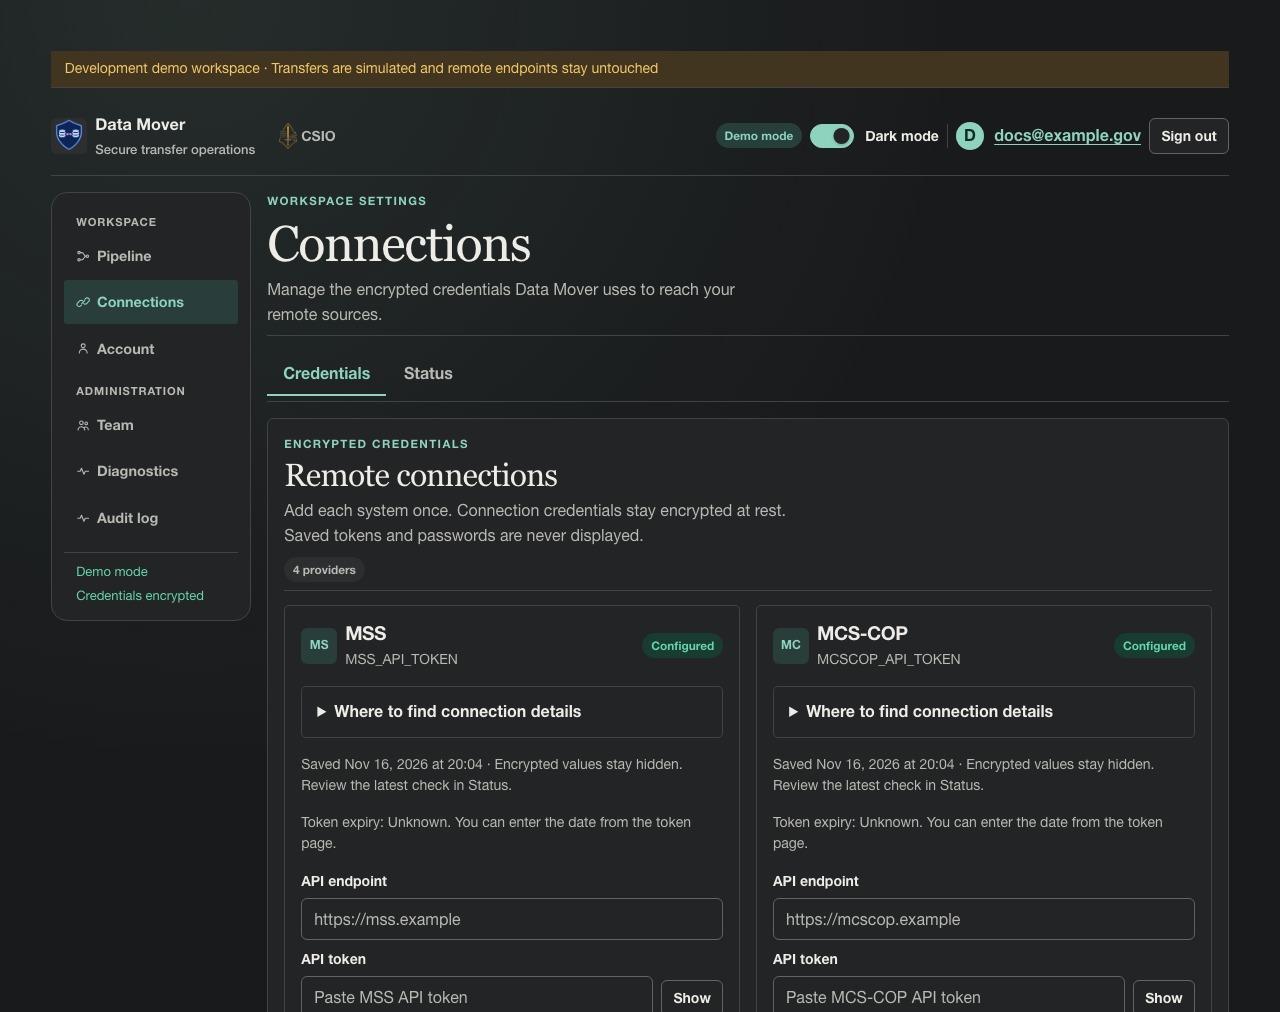 Development demo workspace · Transfers are simulated and remote endpoints stay untouched
Data Mover
Secure transfer operations
CSIO
Demo mode
Dark mode
D
docs@example.gov
Sign out
WORKSPACE
Pipeline
Connections
Account
ADMINISTRATION
Team
Diagnostics
Audit log
Demo mode
Credentials encrypted
WORKSPACE SETTINGS
Connections
Manage the encrypted credentials Data Mover uses to reach your
remote sources.
Credentials
Status
ENCRYPTED CREDENTIALS
Remote connections
Add each system once. Connection credentials stay encrypted at rest.
Saved tokens and passwords are never displayed.
4 providers
MS
MSS
MSS_API_TOKEN
Configured
Where to find connection details
Saved Nov 16, 2026 at 20:04 · Encrypted values stay hidden.
Review the latest check in Status.
Token expiry: Unknown. You can enter the date from the token
page.
API endpoint
https://mss.example
API token
Paste MSS API token
Show
MC
MCS-COP
MCSCOP_API_TOKEN
Configured
Where to find connection details
Saved Nov 16, 2026 at 20:04 · Encrypted values stay hidden.
Review the latest check in Status.
Token expiry: Unknown. You can enter the date from the token
page.
API endpoint
https://mcscop.example
API token
Paste MCS-COP API token
Show